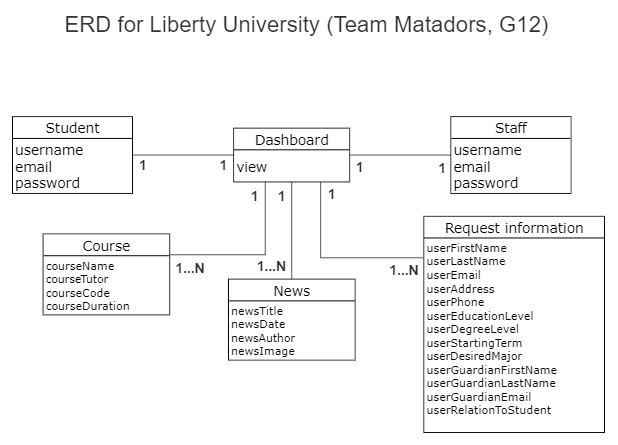 ERD for Liberty University (Team Matadors, G12)
Student
username
email
password
1
1
Dashboard
view
1
1
Staff
username
email
password
1
1
1
Course
courseName
courseTutor
courseCode
courseDuration
1...N
1...N
News
newsTitle
newsDate
newsAuthor
newsImage
1...N
Request information
userFirstName
userLastName
userEmail
userAddress
userPhone
userEducationLevel
userDegreeLevel
userStartingTerm
userDesiredMajor
userGuardianFirstName
userGuardianLastName
userGuardianEmail
userRelationToStudent